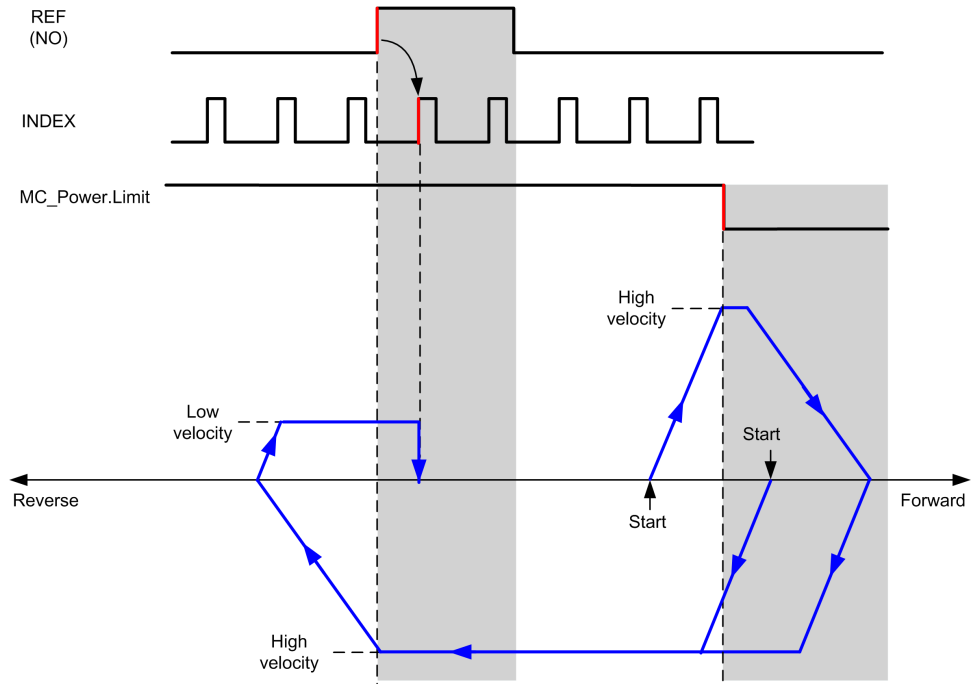 REF
(NO)
INDEX
MC_Power.Limit
High
velocity
Low
velocity
Start
Reverse
Forward
Start
High
velocity